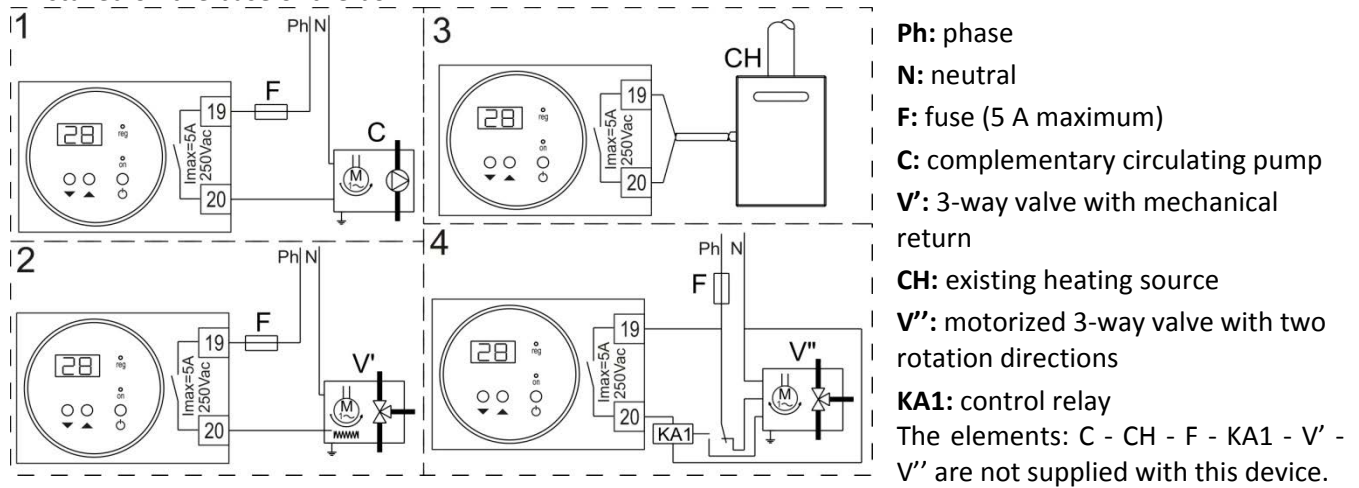 1
Ph N
F
19
Imax=5A
250Vac
20
28
reg
on
C
M
1~
3
CH
28
reg
on
19
Imax=5A
250Vac
20
2
Ph N
F
19
Imax=5A
250Vac
20
28
reg
on
V'
M
1~
4
Ph N
F
19
Imax=5A
250Vac
20
28
reg
on
KA1
V"
M
1~
Ph: phase
N: neutral
F: fuse (5 A maximum)
C: complementary circulating pump
V': 3-way valve with mechanical
return
CH: existing heating source
V'': motorized 3-way valve with two
rotation directions
KA1: control relay
The elements: C - CH - F - KA1 - V' -
V'' are not supplied with this device.